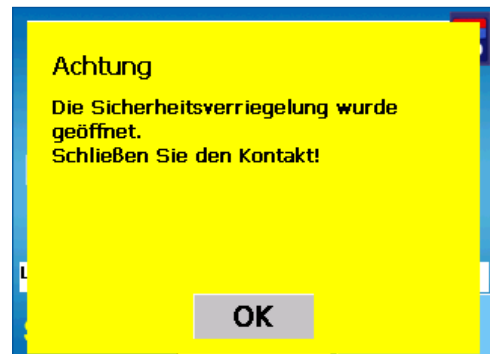 Achtung
Die Sicherheitsverriegelung wurde
geöffnet.
Schließen Sie den Kontakt!
OK